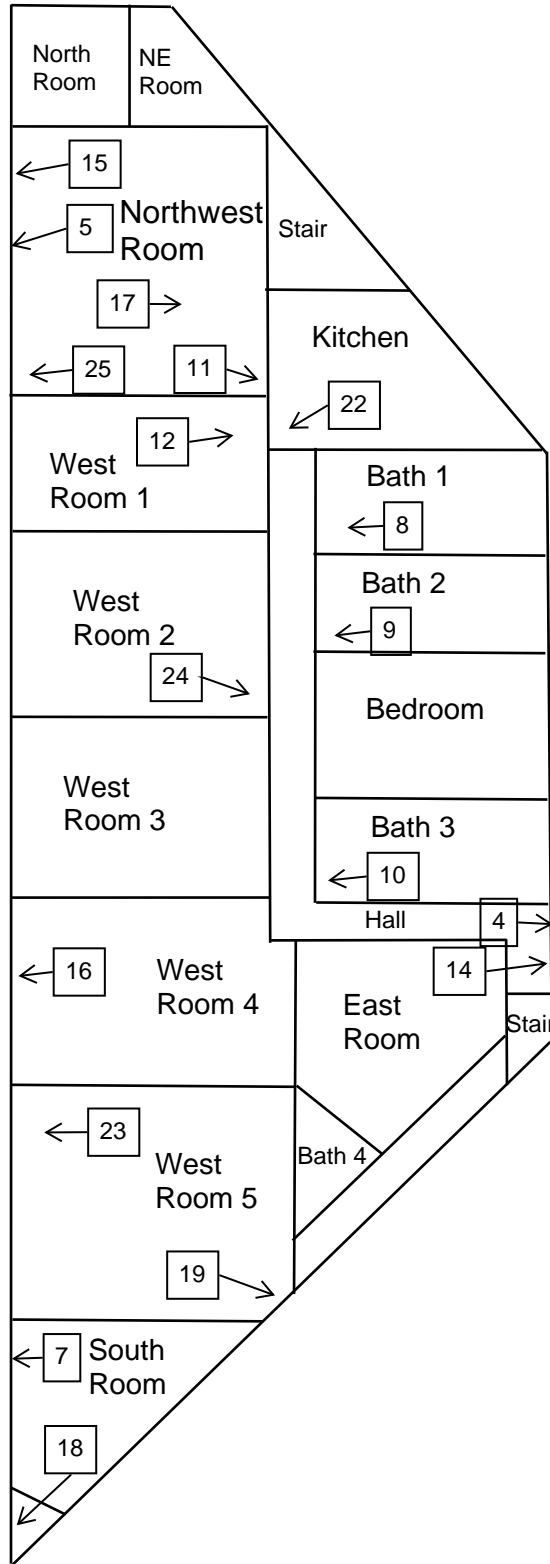 North
Room
NE
Room
15
5
Northwest
Room
Stair
17
Kitchen
25
11
22
12
West
Room 1
Bath 1
8
West
Room 2
Bath 2
9
24
Bedroom
West
Room 3
Bath 3
10
Hall
4
16
West
Room 4
14
East
Room
Stair
23
West
Room 5
Bath 4
19
7
South
Room
18